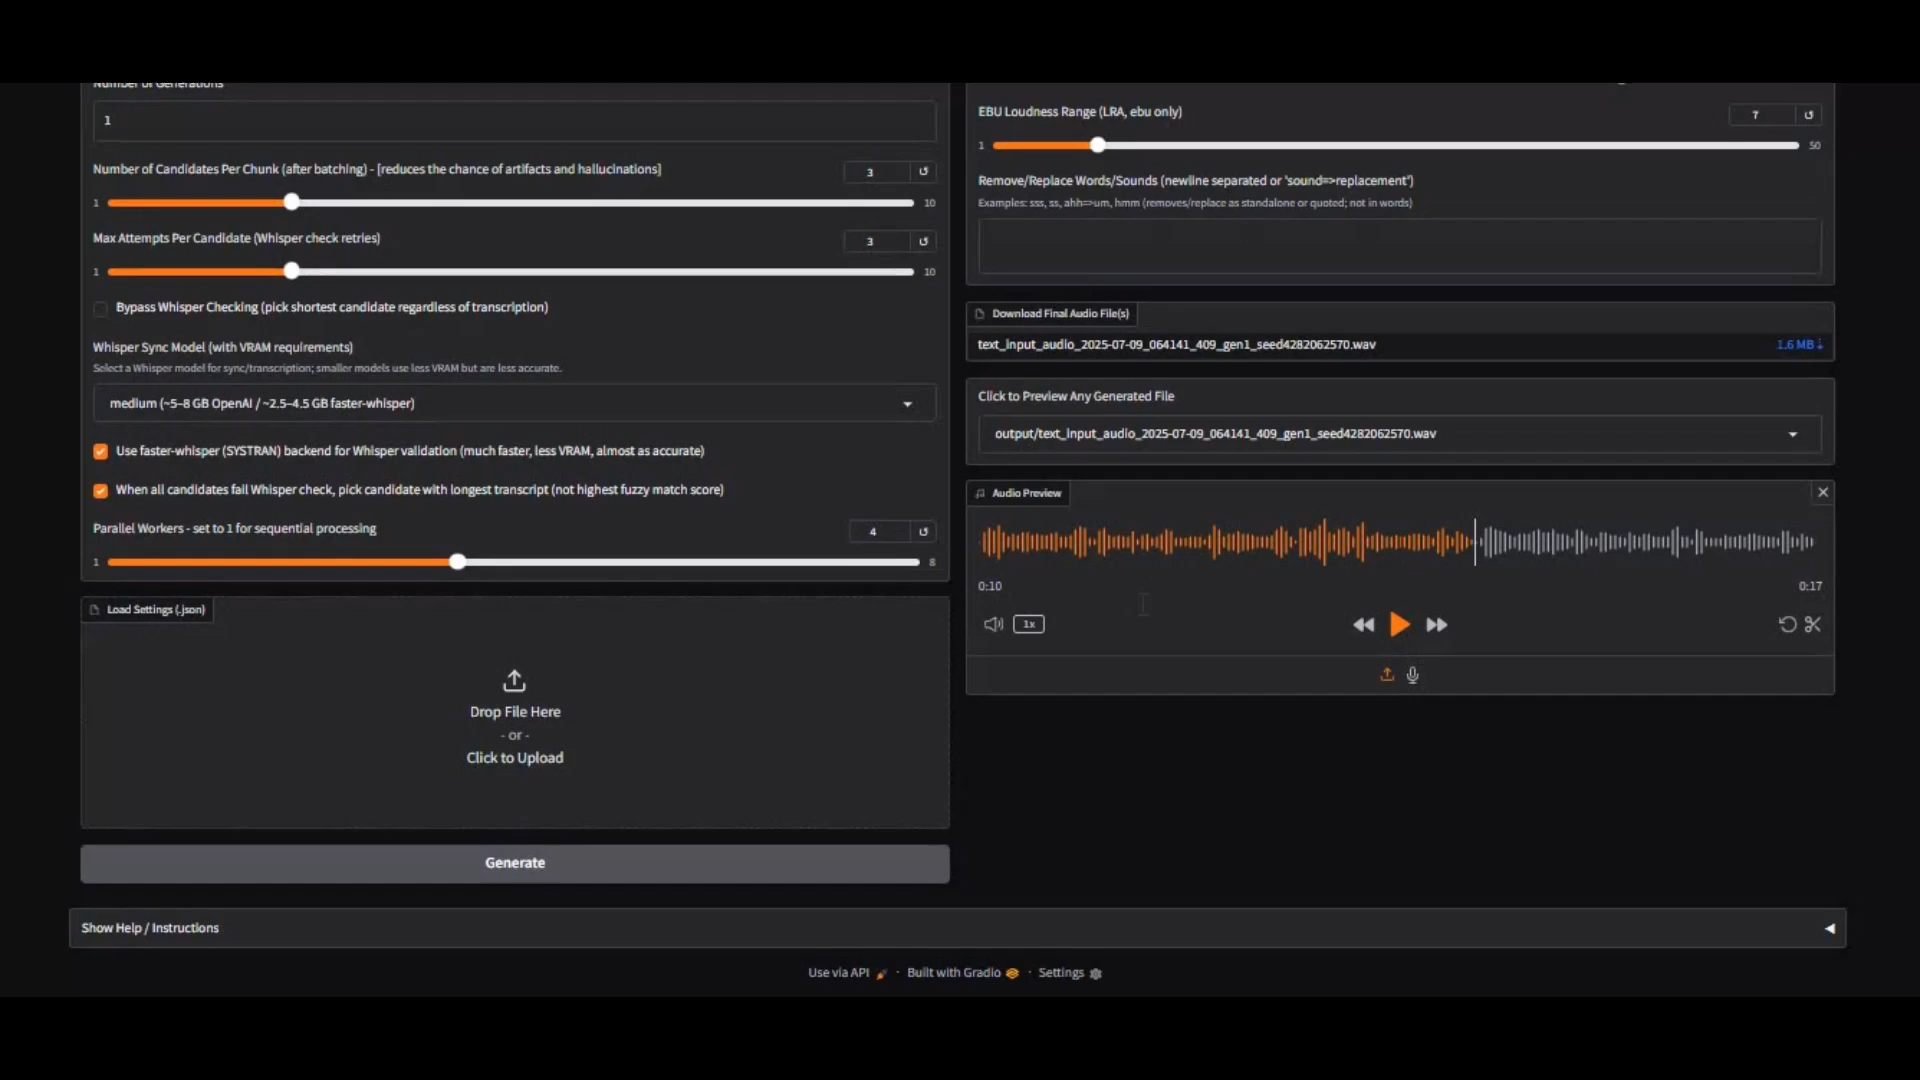 Number of Generations
1
Number of Candidates Per Chunk (after batching) - [reduces the chance of artifacts and hallucinations]
3
1
10
Max Attempts Per Candidate (Whisper check retries)
3
1
10
Bypass Whisper Checking (pick shortest candidate regardless of transcription)
Whisper Sync Model (with VRAM requirements)
Select a Whisper model for sync/transcription; smaller models use less VRAM but are less accurate.
medium (~5–8 GB OpenAI / ~2.5–4.5 GB faster-whisper)
Use faster-whisper (SYSTRAN) backend for Whisper validation (much faster, less VRAM, almost as accurate)
When all candidates fail Whisper check, pick candidate with longest transcript (not highest fuzzy match score)
Parallel Workers - set to 1 for sequential processing
4
1
8
Load Settings (.json)
Drop File Here
- or -
Click to Upload
Generate
EBU Loudness Range (LRA, ebu only)
7
1
50
Remove/Replace Words/Sounds (newline separated or 'sound=>replacement')
Examples: sss, ss, ahh=>um, hmm (removes/replace as standalone or quoted; not in words)
Download Final Audio File(s)
text_input_audio_2025-07-09_064141_409_gen1_seed4282062570.wav
1.6 MB ↓
Click to Preview Any Generated File
output/text_input_audio_2025-07-09_064141_409_gen1_seed4282062570.wav
Audio Preview
0:10
0:17
1x
Show Help / Instructions
Use via API · Built with Gradio · Settings